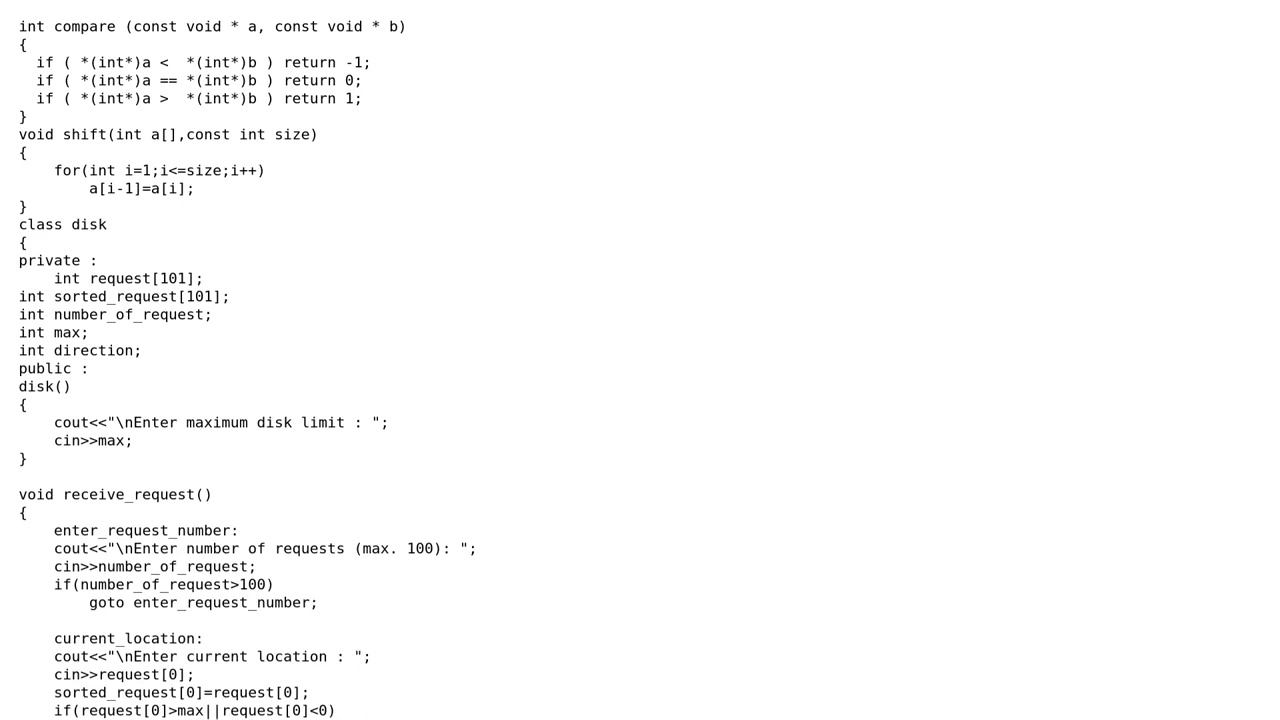 int compare (const void * a, const void * b)
{
  if ( *(int*)a <  *(int*)b ) return -1;
  if ( *(int*)a == *(int*)b ) return 0;
  if ( *(int*)a >  *(int*)b ) return 1;
}
void shift(int a[],const int size)
{
    for(int i=1;i<=size;i++)
        a[i-1]=a[i];
}
class disk
{
private :
    int request[101];
int sorted_request[101];
int number_of_request;
int max;
int direction;
public :
disk()
{
    cout<<"\nEnter maximum disk limit : ";
    cin>>max;
}

void receive_request()
{
    enter_request_number:
    cout<<"\nEnter number of requests (max. 100): ";
    cin>>number_of_request;
    if(number_of_request>100)
        goto enter_request_number;

    current_location:
    cout<<"\nEnter current location : ";
    cin>>request[0];
    sorted_request[0]=request[0];
    if(request[0]>max||request[0]<0)